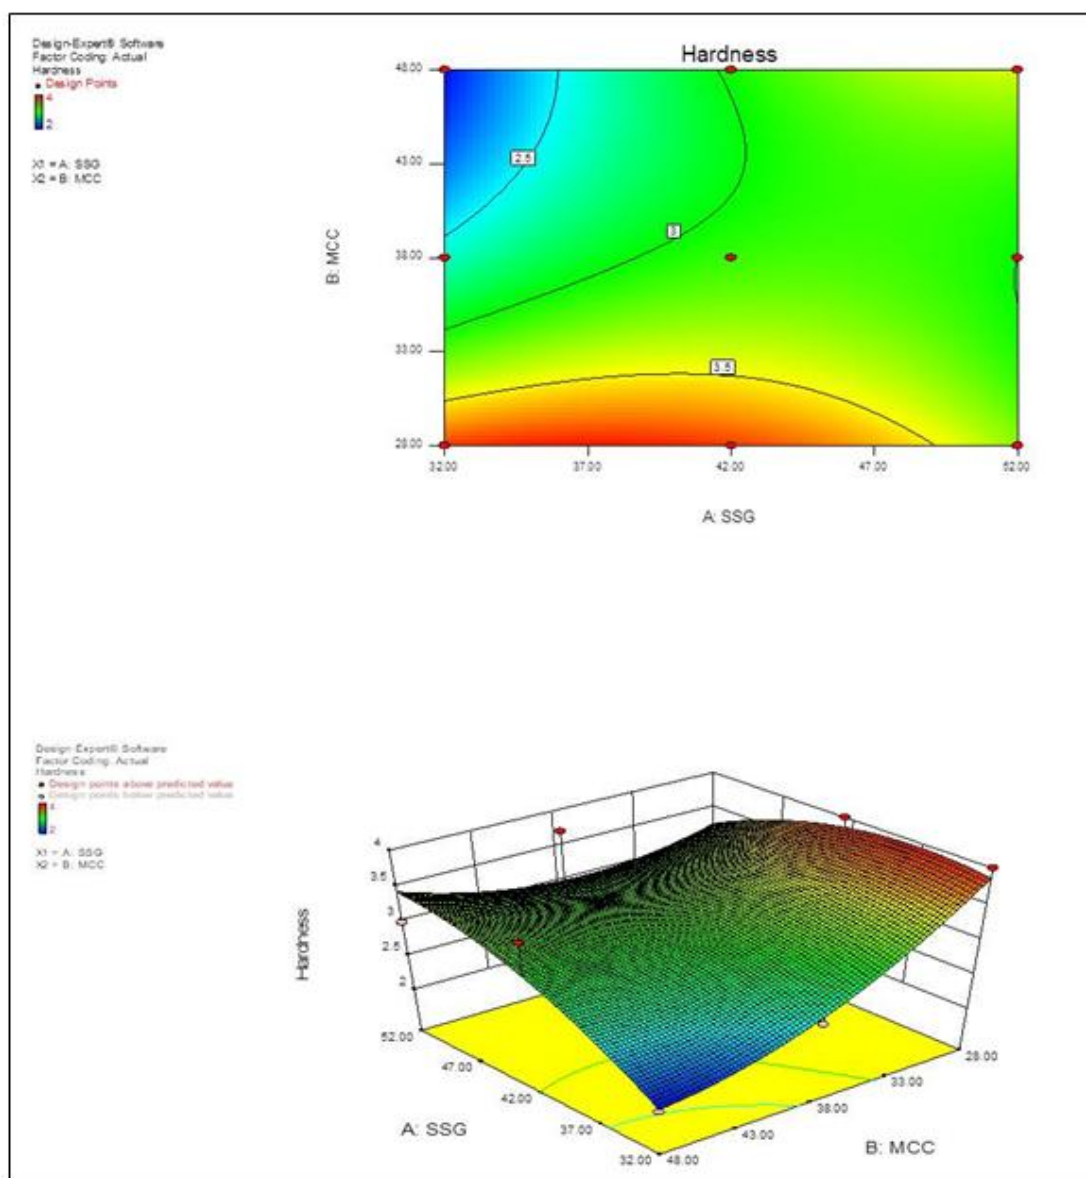 Design-Expert® Software
Factor Coding: Actual
Hardness
Design Points
4
2
X1 = A: SSG
X2 = B: MCC
Hardness
48.00
43.00
38.00
33.00
28.00
B: MCC
2.5
3
3.5
32.00 37.00 42.00 47.00 52.00
A: SSG
Design-Expert® Software
Factor Coding: Actual
Hardness
Design points above predicted value
Design points below predicted value
4
2
X1 = A: SSG
X2 = B: MCC
4
3.5
3
2.5
2
Hardness
52.00
47.00
42.00
37.00
32.00
A: SSG
28.00
33.00
38.00
43.00
48.00
B: MCC